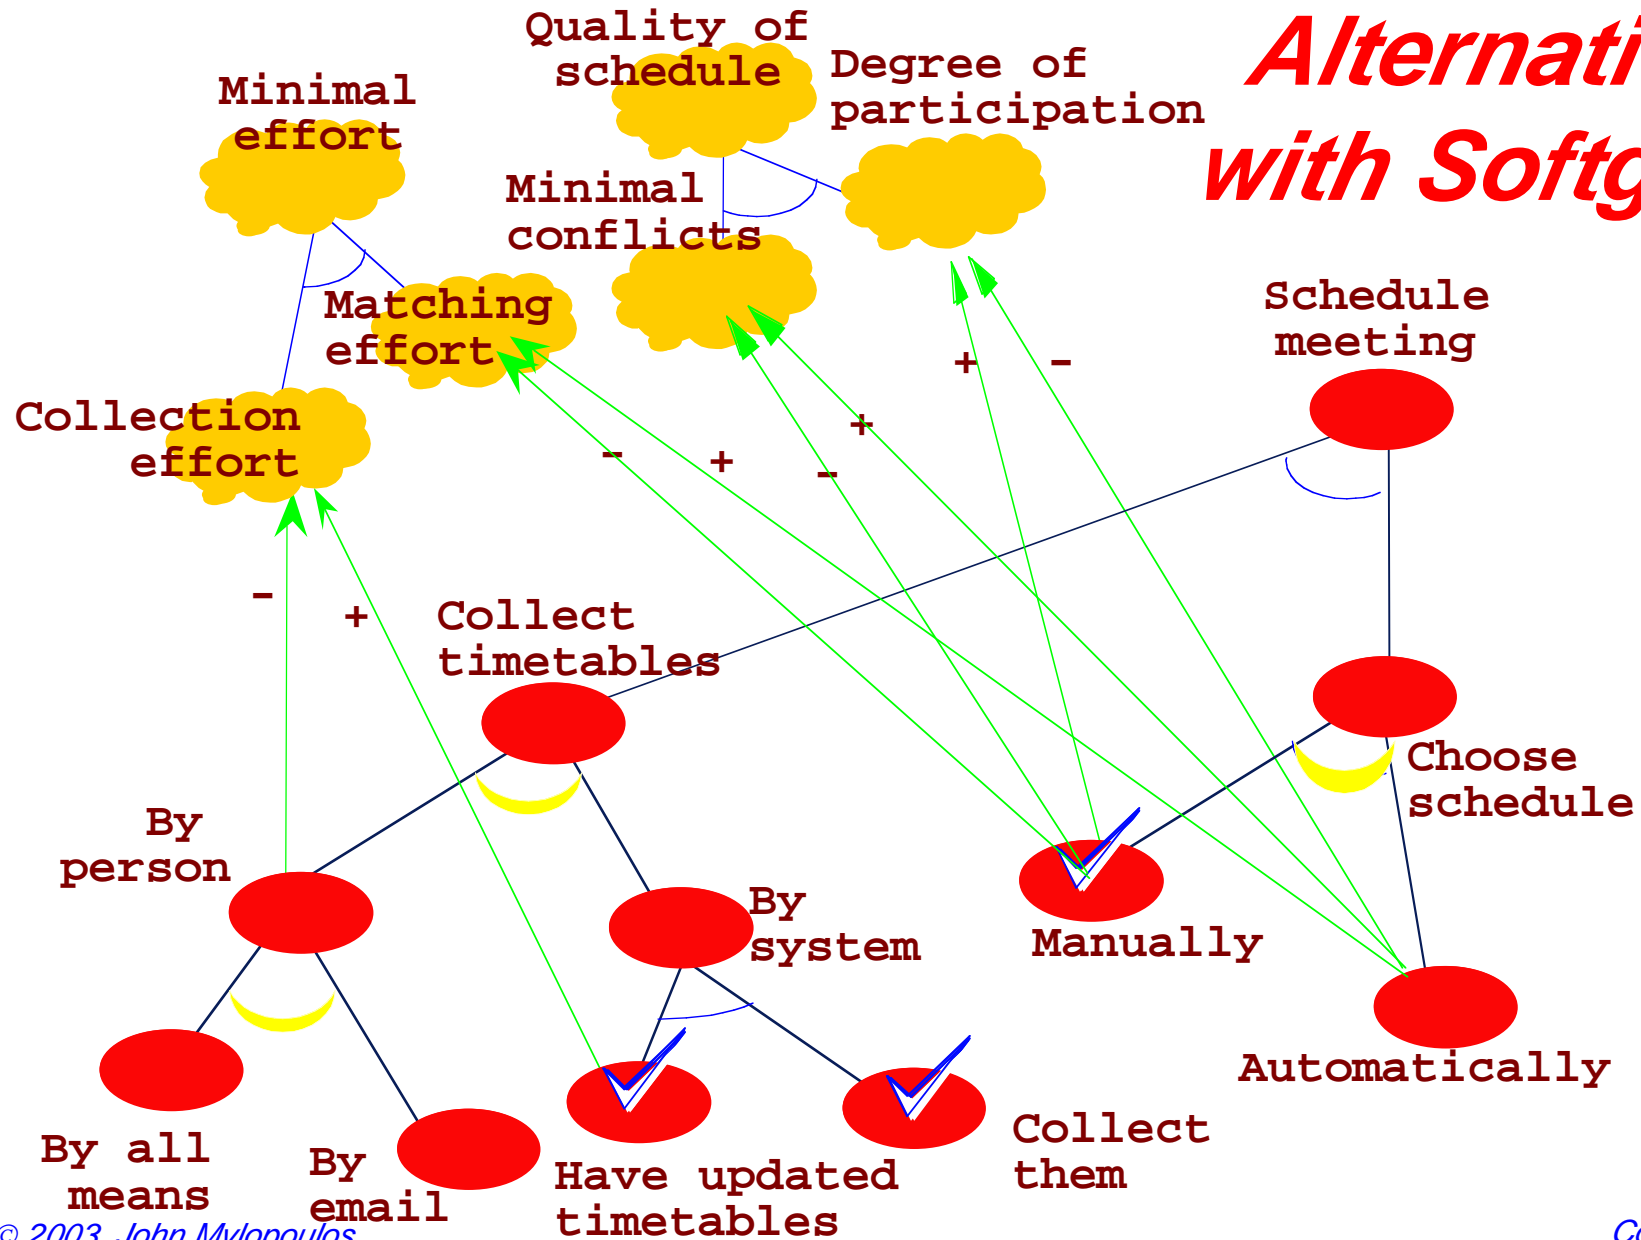 Alternati
with Softg
Quality of
schedule
Degree of
participation
Minimal
effort
Minimal
conflicts
Matching
effort
Schedule
meeting
Collection
effort
+
-
+
-
+
-
-
+
Collect
timetables
Choose
schedule
By
person
By
system
Manually
Automatically
By all
means
By
email
Have updated
timetables
Collect
them
© 2003 John Mylopoulos
Co